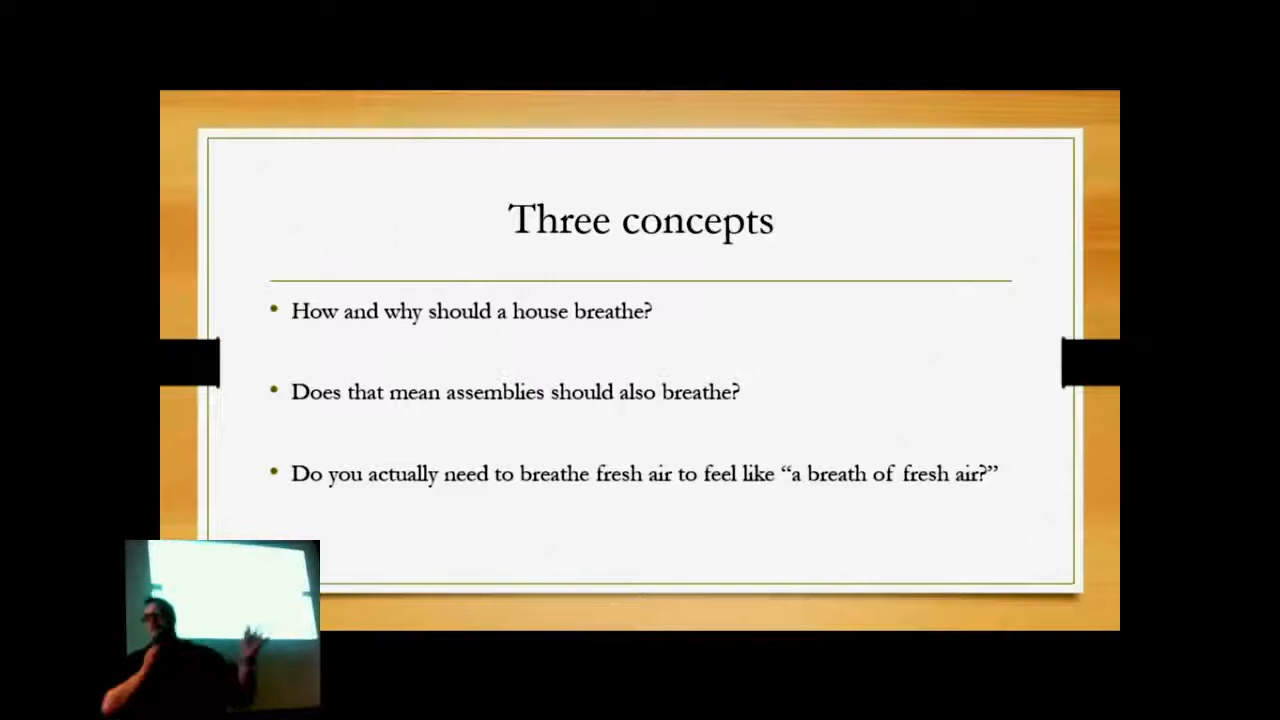 Three concepts
• How and why should a house breathe?
• Does that mean assemblies should also breathe?
• Do you actually need to breathe fresh air to feel like “a breath of fresh air?”